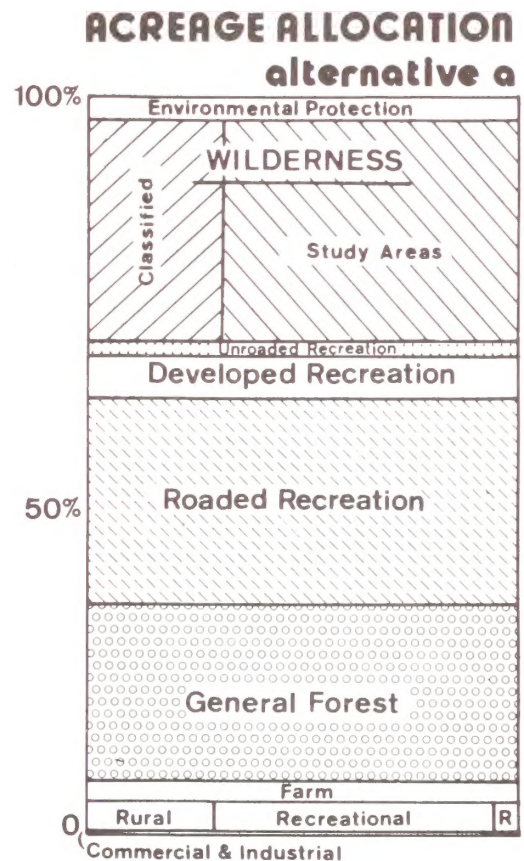 ACREAGE ALLOCATION
alternative a
100%
Environmental Protection
WILDERNESS
Classified
Study Areas
Unroaded Recreation
Developed Recreation
Roaded Recreation
50%
General Forest
Farm
Rural Recreational R
0
Commercial & Industrial